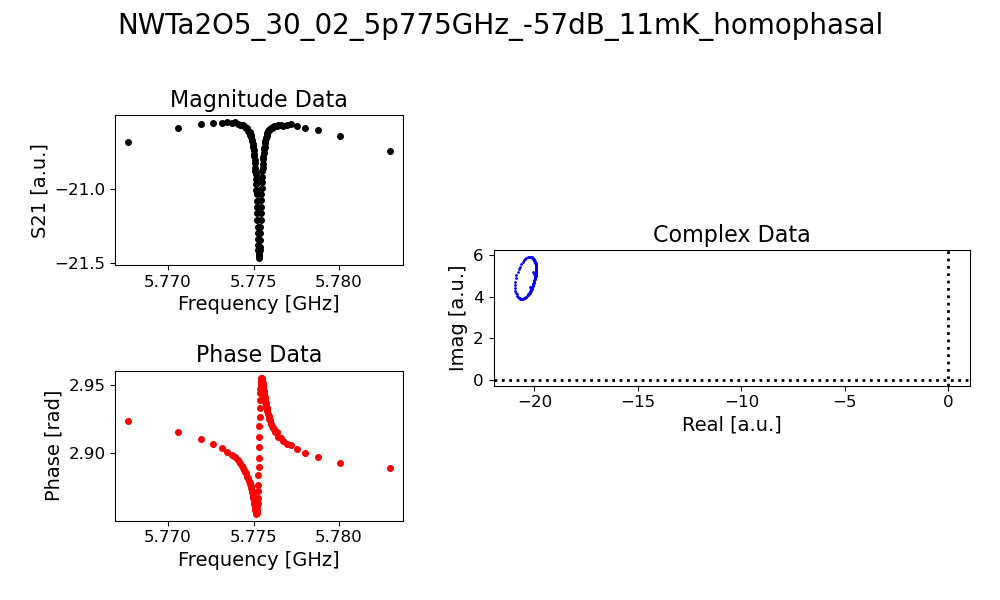 NWTa2O5_30_02_5p775GHz_-57dB_11mK_homophasal
Magnitude Data
S21 [a.u.]
−21.0
−21.5
5.770 5.775 5.780
Frequency [GHz]
Phase Data
Phase [rad]
2.95
2.90
5.770 5.775 5.780
Frequency [GHz]
Complex Data
Imag [a.u.]
6
4
2
0
−20 −15 −10 −5 0
Real [a.u.]